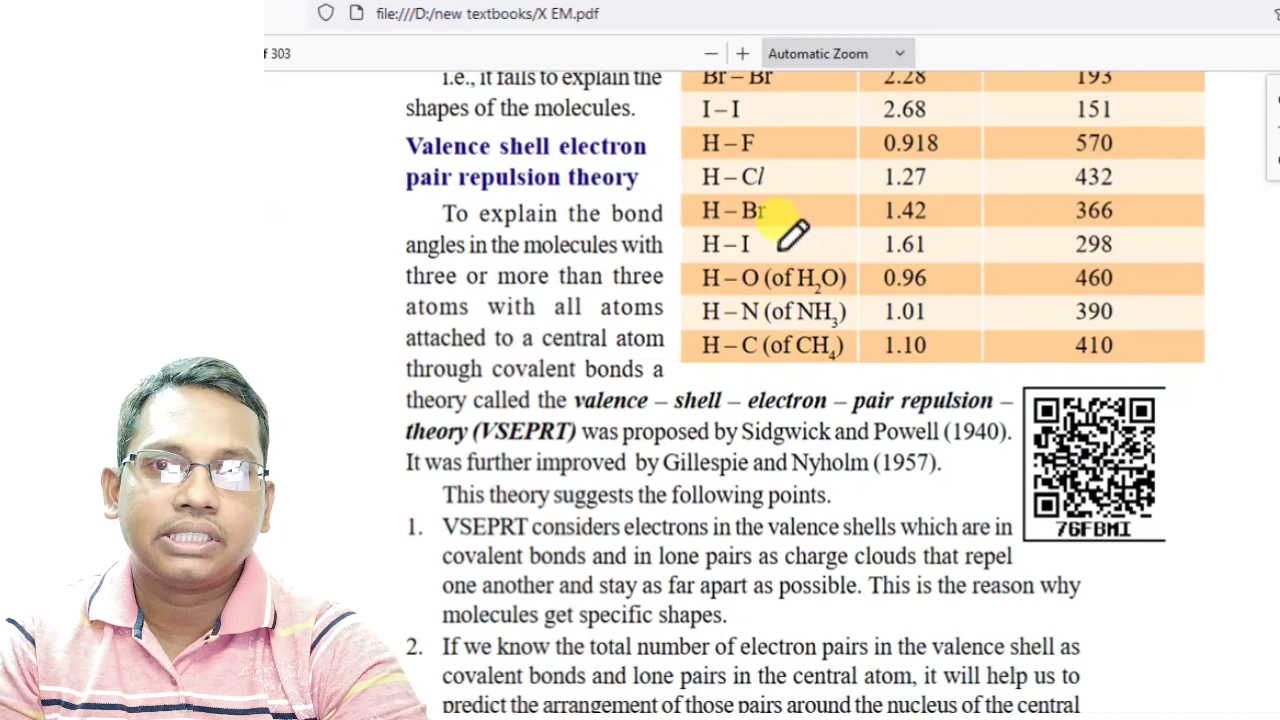 file:///D:/new textbooks/X EM.pdf
f 303
Automatic Zoom
i.e., it fails to explain the
shapes of the molecules.
Valence shell electron
pair repulsion theory
To explain the bond
angles in the molecules with
three or more than three
atoms with all atoms
attached to a central atom
through covalent bonds a
theory called the valence – shell – electron – pair repulsion –
theory (VSEPRT) was proposed by Sidgwick and Powell (1940).
It was further improved by Gillespie and Nyholm (1957).
This theory suggests the following points.
1. VSEPRT considers electrons in the valence shells which are in
covalent bonds and in lone pairs as charge clouds that repel
one another and stay as far apart as possible. This is the reason why
molecules get specific shapes.
2. If we know the total number of electron pairs in the valence shell as
covalent bonds and lone pairs in the central atom, it will help us to
predict the arrangement of those pairs around the nucleus of the central
Br – Br 2.28 193
I – I 2.68 151
H – F 0.918 570
H – Cl 1.27 432
H – Br 1.42 366
H – I 1.61 298
H – O (of H₂O) 0.96 460
H – N (of NH₃) 1.01 390
H – C (of CH₄) 1.10 410
76FBMI